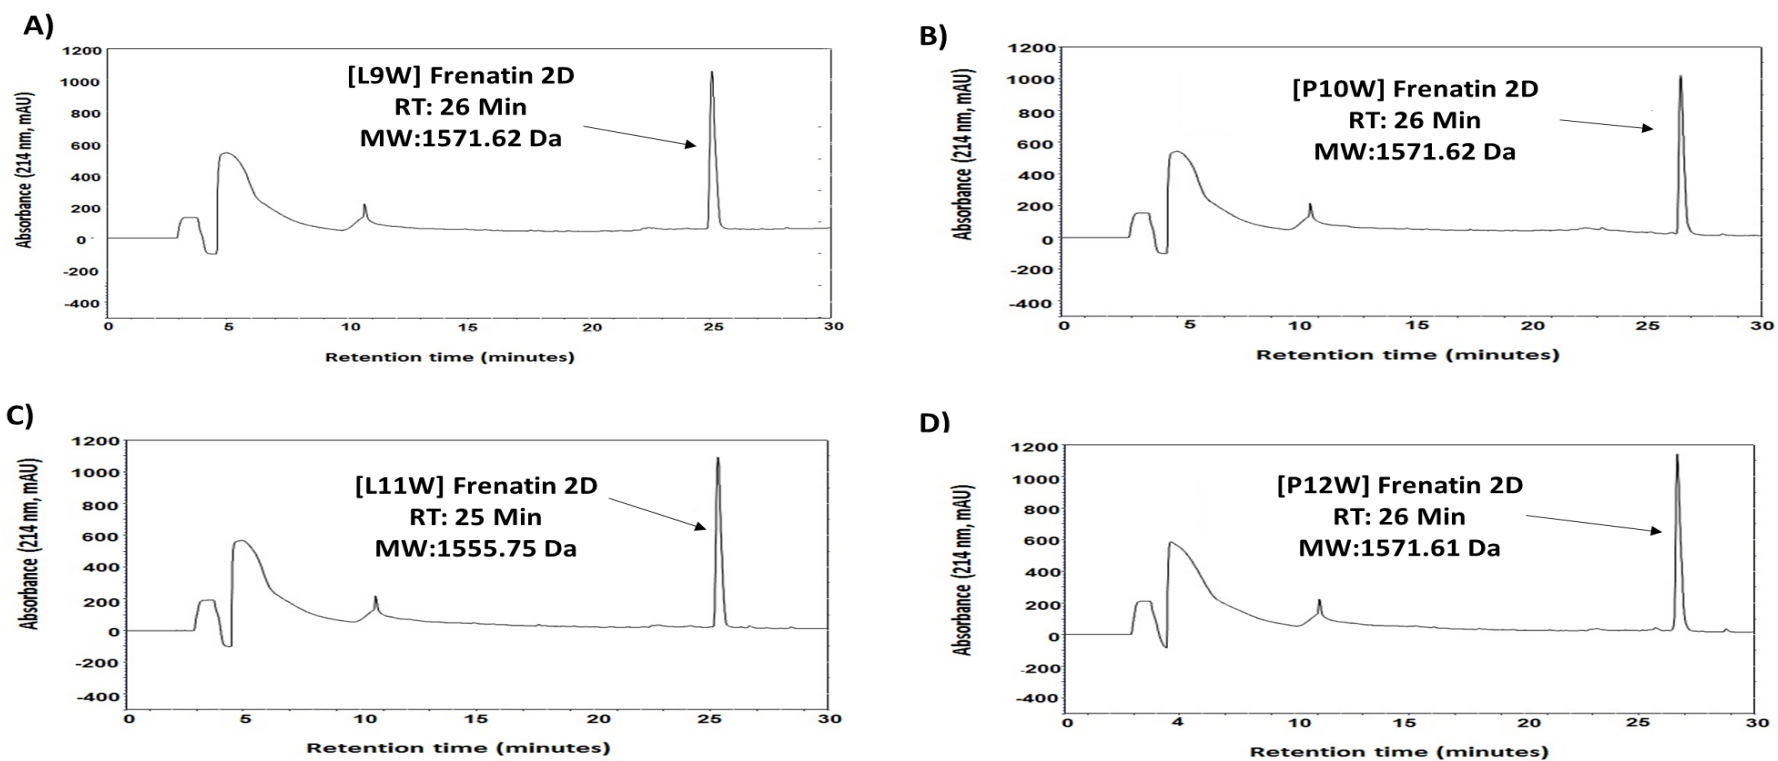 A)
1200
1000
800
600
400
200
0
-200
-400
Absorbance (214 nm, mAU)
[L9W] Frenatin 2D
RT: 26 Min
MW:1571.62 Da
0 5 10 15 20 25 30
Retention time (minutes)
B)
1200
1000
800
600
400
200
0
-200
-400
Absorbance (214 nm, mAU)
[P10W] Frenatin 2D
RT: 26 Min
MW:1571.62 Da
0 5 10 15 20 25 30
Retention time (minutes)
C)
1200
1000
800
600
400
200
0
-200
-400
Absorbance (214 nm, mAU)
[L11W] Frenatin 2D
RT: 25 Min
MW:1555.75 Da
0 5 10 15 20 25 30
Retention time (minutes)
D)
1200
1000
800
600
400
200
0
-200
-400
Absorbance (214 nm, mAU)
[P12W] Frenatin 2D
RT: 26 Min
MW:1571.61 Da
0 4 10 15 20 25 30
Retention time (minutes)